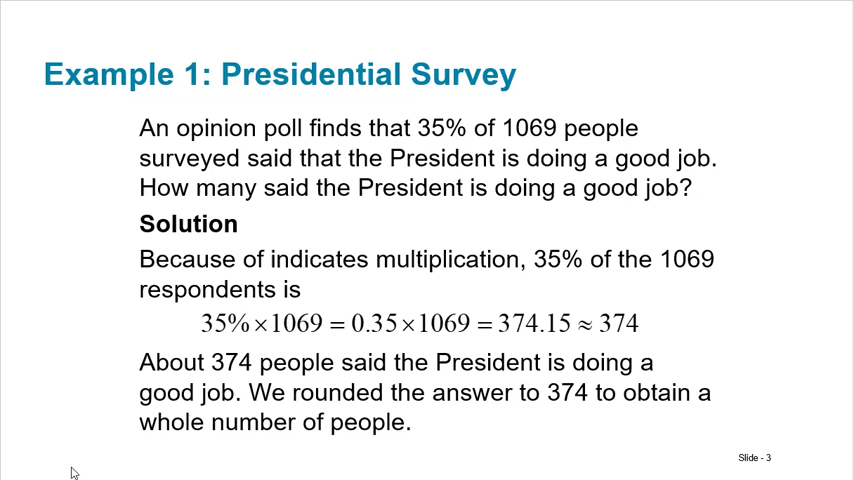 Example 1: Presidential Survey
An opinion poll finds that 35% of 1069 people
surveyed said that the President is doing a good job.
How many said the President is doing a good job?
Solution
Because of indicates multiplication, 35% of the 1069
respondents is
35% × 1069 = 0.35 × 1069 = 374.15 ≈ 374
About 374 people said the President is doing a
good job. We rounded the answer to 374 to obtain a
whole number of people.
Slide - 3